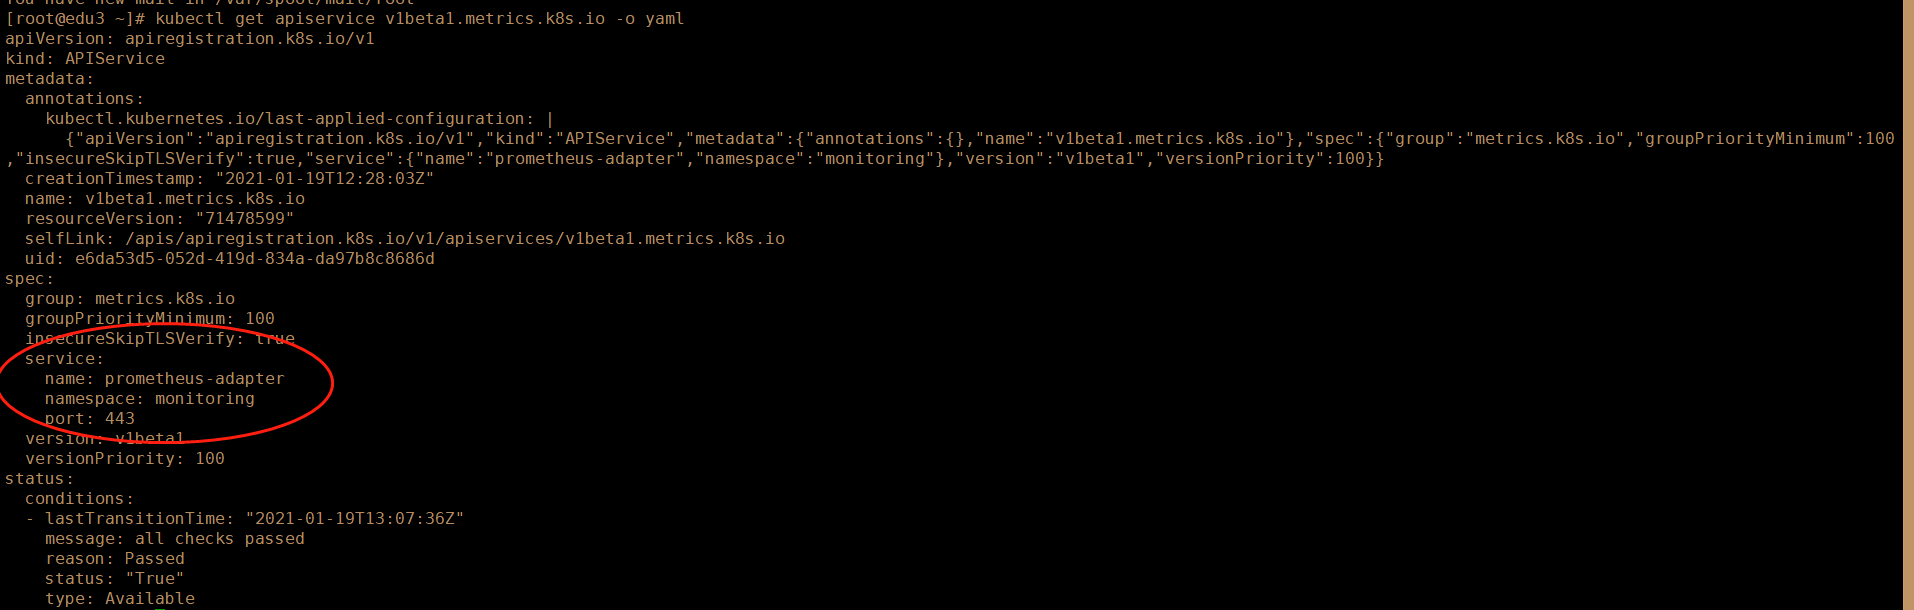 You have new mail in /var/spool/mail/root
[root@edu3 ~]# kubectl get apiservice v1beta1.metrics.k8s.io -o yaml
apiVersion: apiregistration.k8s.io/v1
kind: APIService
metadata:
  annotations:
    kubectl.kubernetes.io/last-applied-configuration: |
      {"apiVersion":"apiregistration.k8s.io/v1","kind":"APIService","metadata":{"annotations":{},"name":"v1beta1.metrics.k8s.io"},"spec":{"group":"metrics.k8s.io","groupPriorityMinimum":100
,"insecureSkipTLSVerify":true,"service":{"name":"prometheus-adapter","namespace":"monitoring"},"version":"v1beta1","versionPriority":100}}
  creationTimestamp: "2021-01-19T12:28:03Z"
  name: v1beta1.metrics.k8s.io
  resourceVersion: "71478599"
  selfLink: /apis/apiregistration.k8s.io/v1/apiservices/v1beta1.metrics.k8s.io
  uid: e6da53d5-052d-419d-834a-da97b8c8686d
spec:
  group: metrics.k8s.io
  groupPriorityMinimum: 100
  insecureSkipTLSVerify: true
  service:
    name: prometheus-adapter
    namespace: monitoring
    port: 443
  version: v1beta1
  versionPriority: 100
status:
  conditions:
  - lastTransitionTime: "2021-01-19T13:07:36Z"
    message: all checks passed
    reason: Passed
    status: "True"
    type: Available